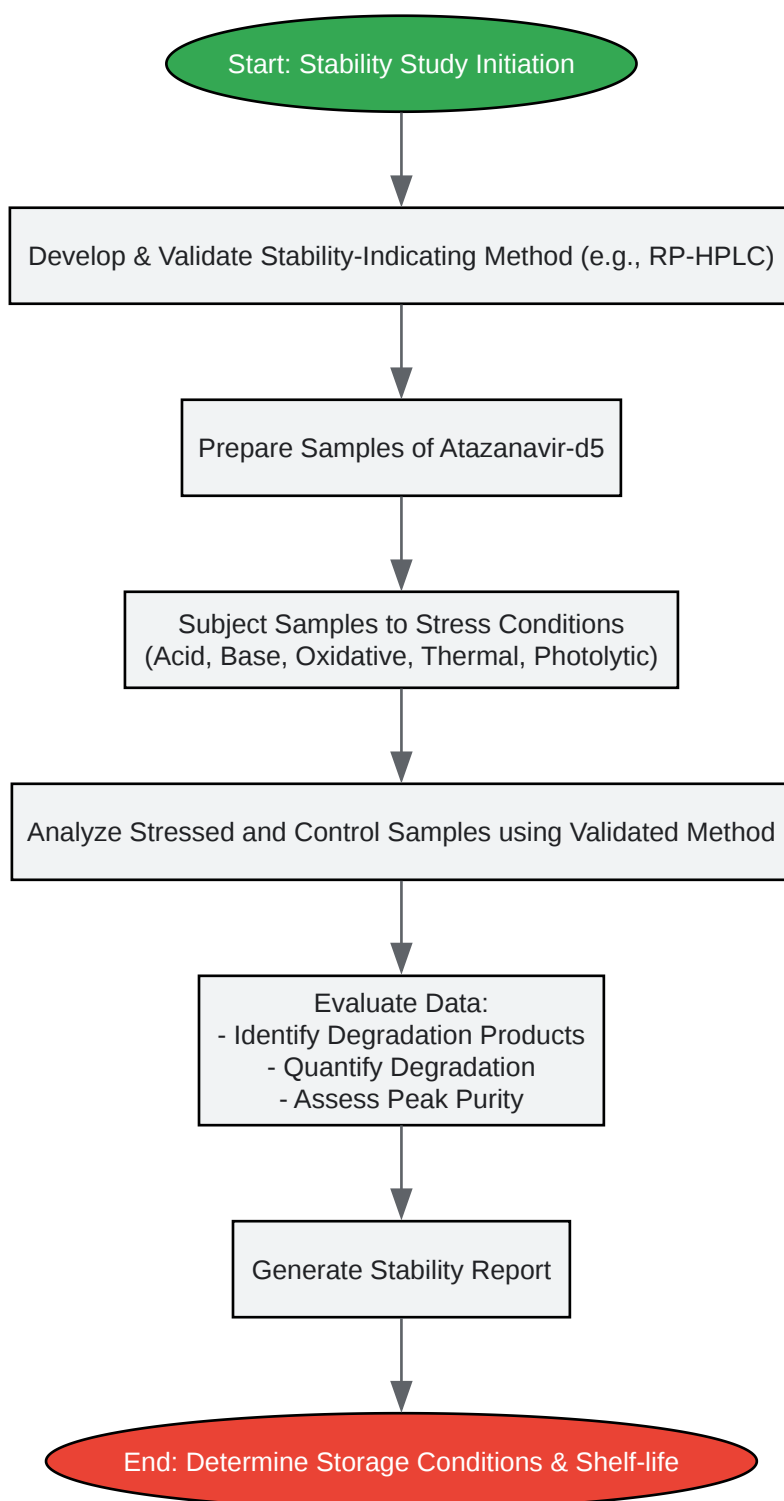 Start: Stability Study Initiation
Develop & Validate Stability-Indicating Method (e.g., RP-HPLC)
Prepare Samples of Atazanavir-d5
Subject Samples to Stress Conditions
(Acid, Base, Oxidative, Thermal, Photolytic)
Analyze Stressed and Control Samples using Validated Method
Evaluate Data:
- Identify Degradation Products
- Quantify Degradation
- Assess Peak Purity
Generate Stability Report
End: Determine Storage Conditions & Shelf-life